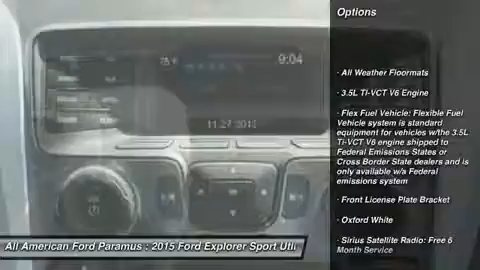 Options
· All Weather Floormats
· 3.5L Ti-VCT V6 Engine
· Flex Fuel Vehicle: Flexible Fuel
Vehicle system is standard
equipment for vehicles w/the 3.5L
Ti-VCT V6 engine shipped to
Federal Emissions States or
Cross Border State dealers and is
only available w/a Federal
emissions system
· Front License Plate Bracket
· Oxford White
· Sirius Satellite Radio: Free 6
Month Service
9:04
All American Ford Paramus : 2015 Ford Explorer Sport Util.